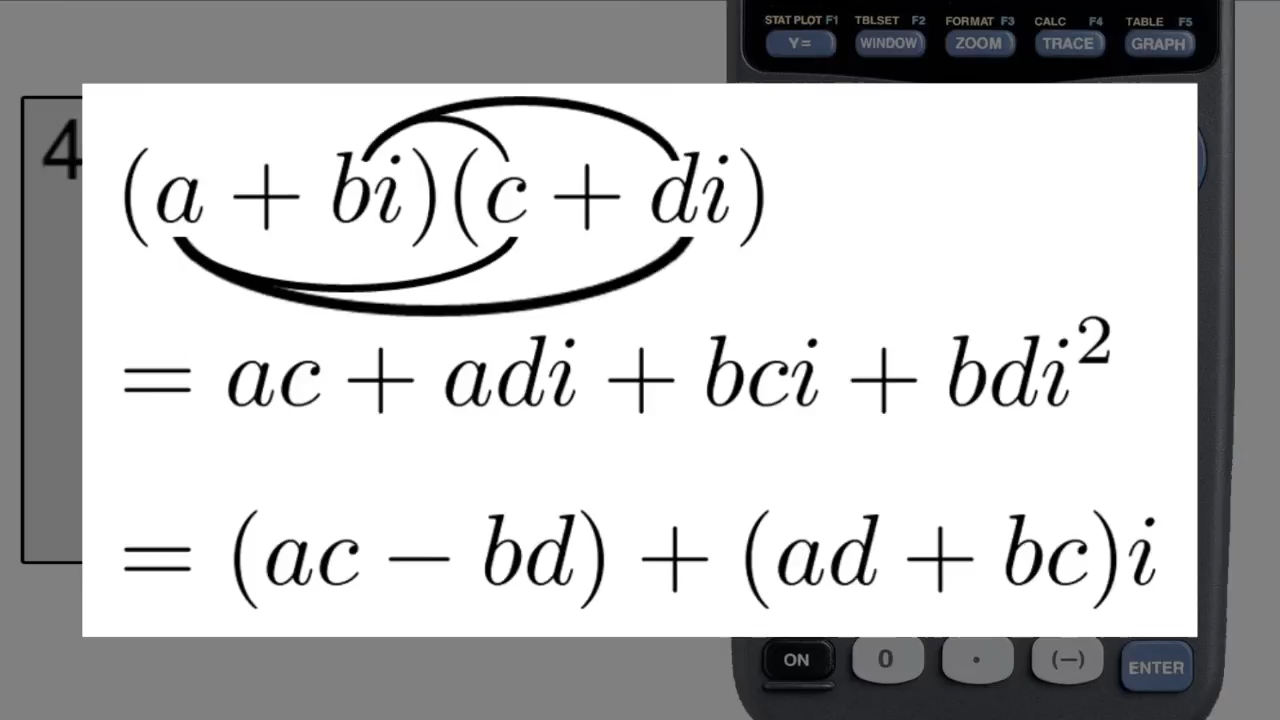 STAT PLOT F1 TBLSET F2 FORMAT F3 CALC F4 TABLE F5
Y= WINDOW ZOOM TRACE GRAPH
4
(a + bi)(c + di)
= ac + adi + bci + bdi²
= (ac − bd) + (ad + bc)i
ON 0 . (−) ENTER